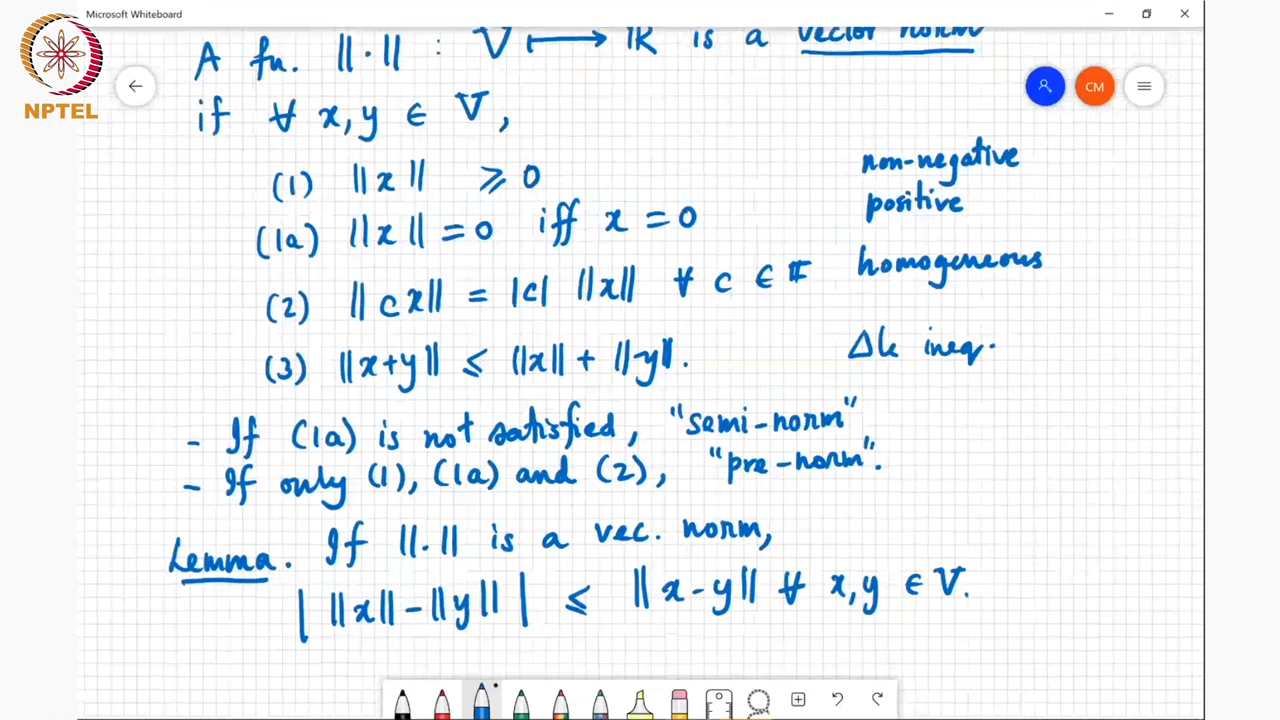 Microsoft Whiteboard
NPTEL
CM
A fn. ||·|| : V ↦ ℝ is a vector norm
if ∀ x, y ∈ V,
(1) ||x|| ⩾ 0 non-negative
positive
(1a) ||x|| = 0 iff x = 0
(2) ||cx|| = |c| ||x|| ∀ c ∈ 𝔽 homogeneous
(3) ||x+y|| ⩽ ||x|| + ||y||. Δle ineq.
- If (1a) is not satisfied, "semi-norm"
- If only (1), (1a) and (2), "pre-norm".
Lemma. If ||·|| is a vec. norm,
| ||x|| - ||y|| | ⩽ ||x - y|| ∀ x, y ∈ V.